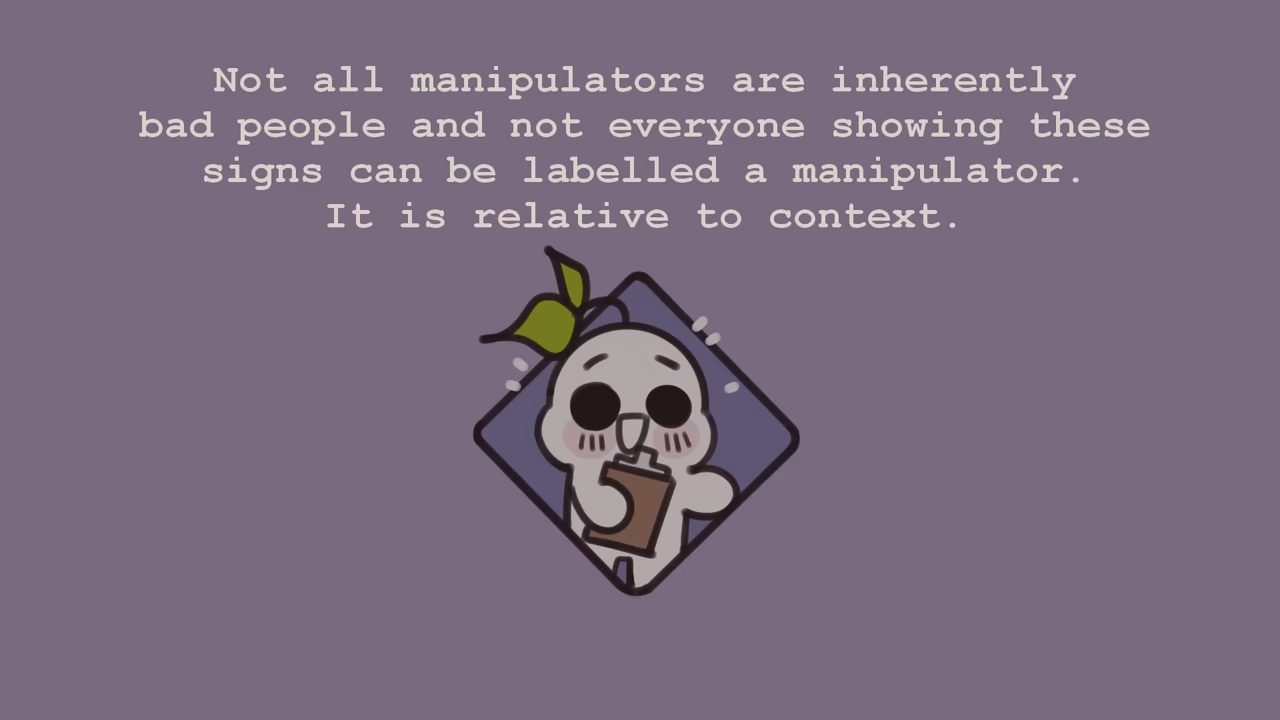 Not all manipulators are inherently
bad people and not everyone showing these
signs can be labelled a manipulator.
It is relative to context.